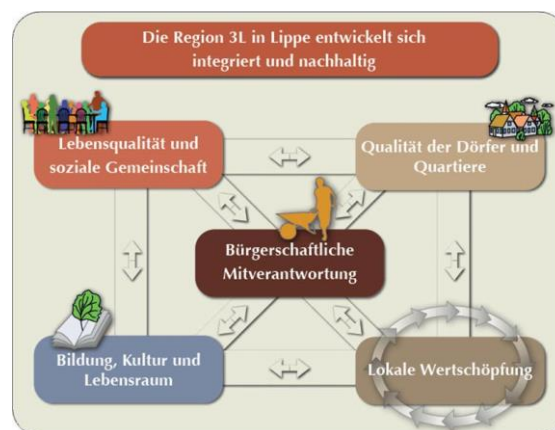 Die Region 3L in Lippe entwickelt sich
integriert und nachhaltig
Lebensqualität und
soziale Gemeinschaft
Qualität der Dörfer und
Quartiere
Bürgerschaftliche
Mitverantwortung
Bildung, Kultur und
Lebensraum
Lokale Wertschöpfung